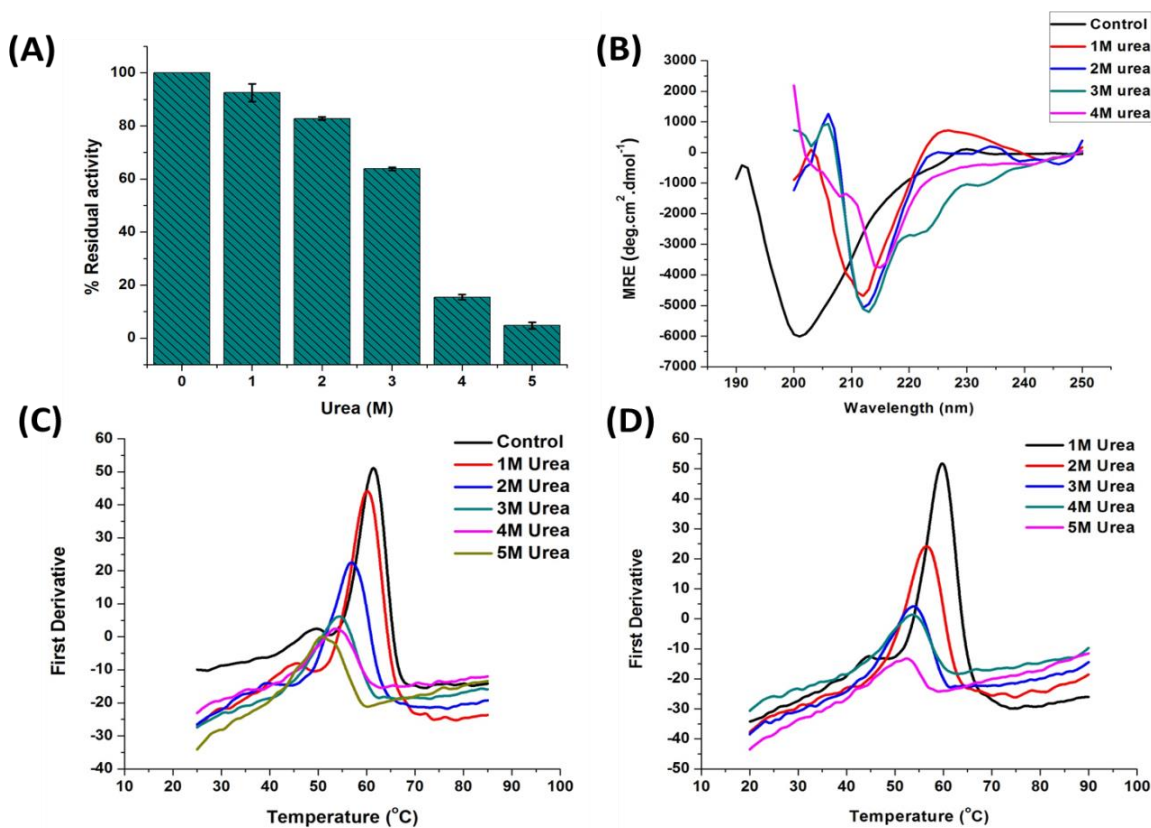 (A)
% Residual activity
100
80
60
40
20
0
0 1 2 3 4 5
Urea (M)
(B)
Control
1M urea
2M urea
3M urea
4M urea
MRE (deg.cm².dmol⁻¹)
3000
2000
1000
0
-1000
-2000
-3000
-4000
-5000
-6000
-7000
190 200 210 220 230 240 250
Wavelength (nm)
(C)
Control
1M Urea
2M Urea
3M Urea
4M Urea
5M Urea
First Derivative
60
50
40
30
20
10
0
-10
-20
-30
-40
10 20 30 40 50 60 70 80 90 100
Temperature (°C)
(D)
1M Urea
2M Urea
3M Urea
4M Urea
5M Urea
First Derivative
60
50
40
30
20
10
0
-10
-20
-30
-40
-50
10 20 30 40 50 60 70 80 90 100
Temperature (°C)